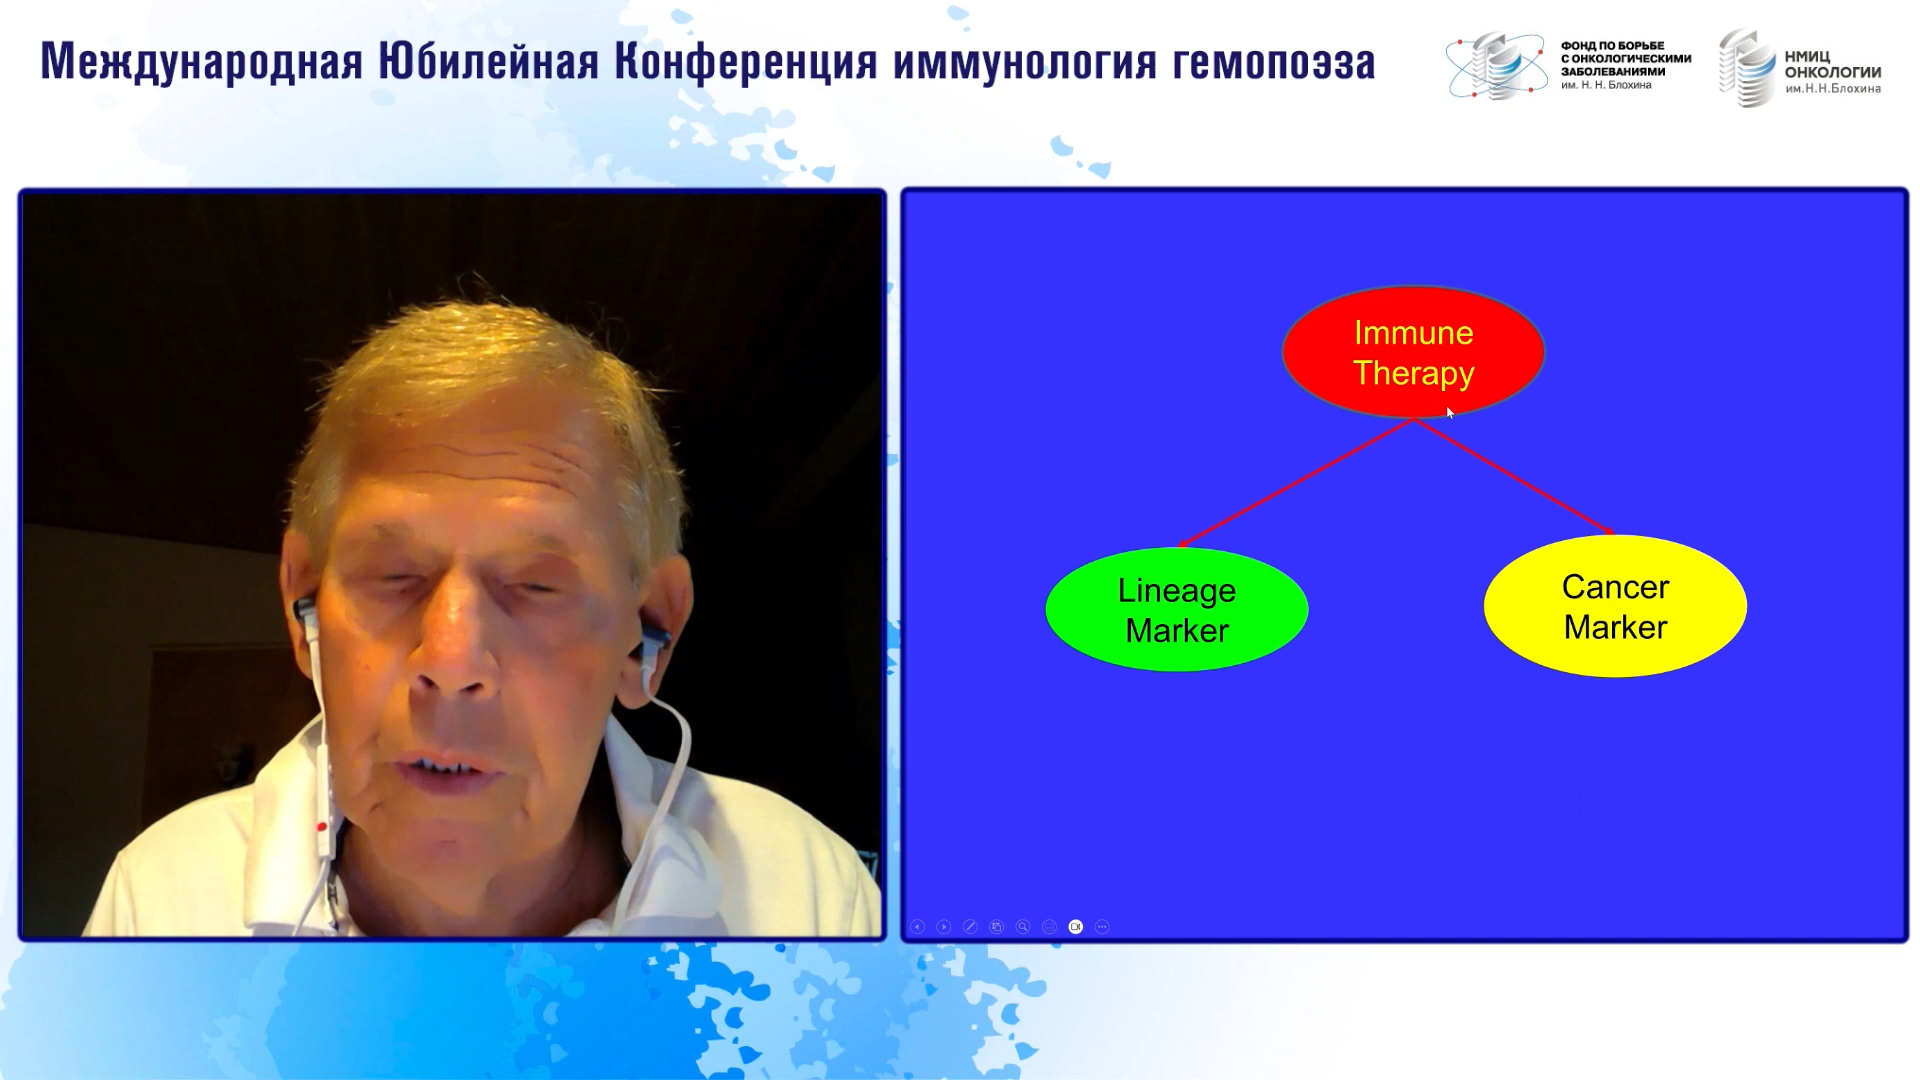 Международная Юбилейная Конференция иммунология гемопоэза
ФОНД ПО БОРЬБЕ
С ОНКОЛОГИЧЕСКИМИ
ЗАБОЛЕВАНИЯМИ
им. Н. Н. Блохина
НМИЦ
ОНКОЛОГИИ
им.Н.Н.Блохина
Immune
Therapy
Lineage
Marker
Cancer
Marker